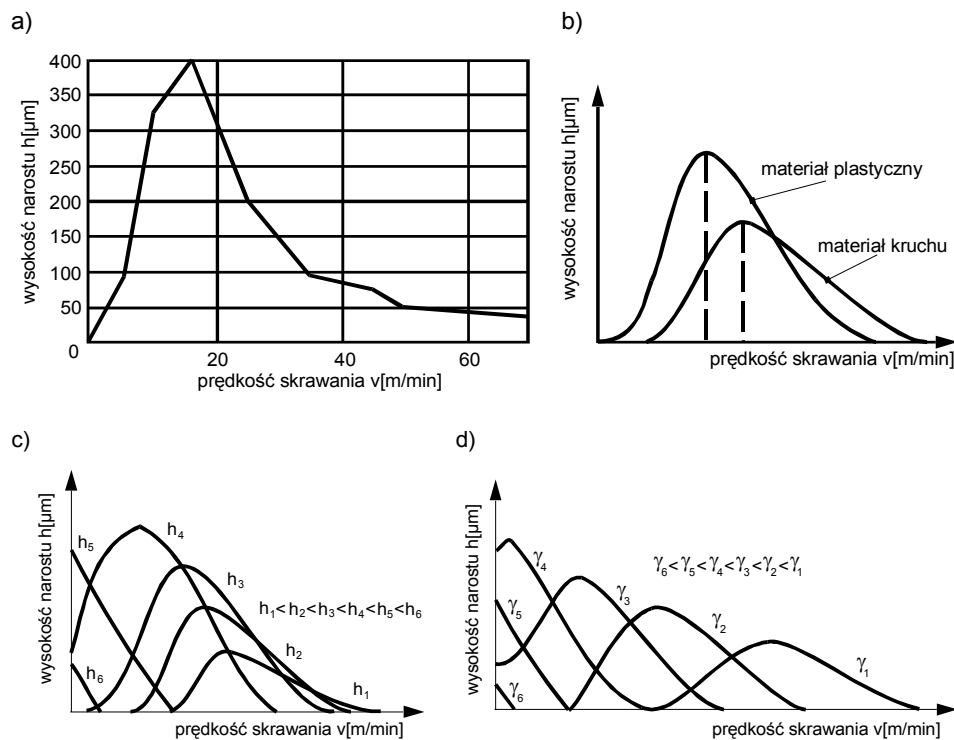 a)
wysokość narostu h[µm]
400
350
300
250
200
150
100
50
0
20
40
60
prędkość skrawania v[m/min]
b)
wysokość narostu h[µm]
materiał plastyczny
materiał kruchu
prędkość skrawania v[m/min]
c)
wysokość narostu h[µm]
h₅
h₄
h₃
h₁<h₂<h₃<h₄<h₅<h₆
h₂
h₆
h₁
prędkość skrawania v[m/min]
d)
wysokość narostu h[µm]
γ₄
γ₆<γ₅<γ₄<γ₃<γ₂<γ₁
γ₃
γ₅
γ₂
γ₁
γ₆
prędkość skrawania v[m/min]